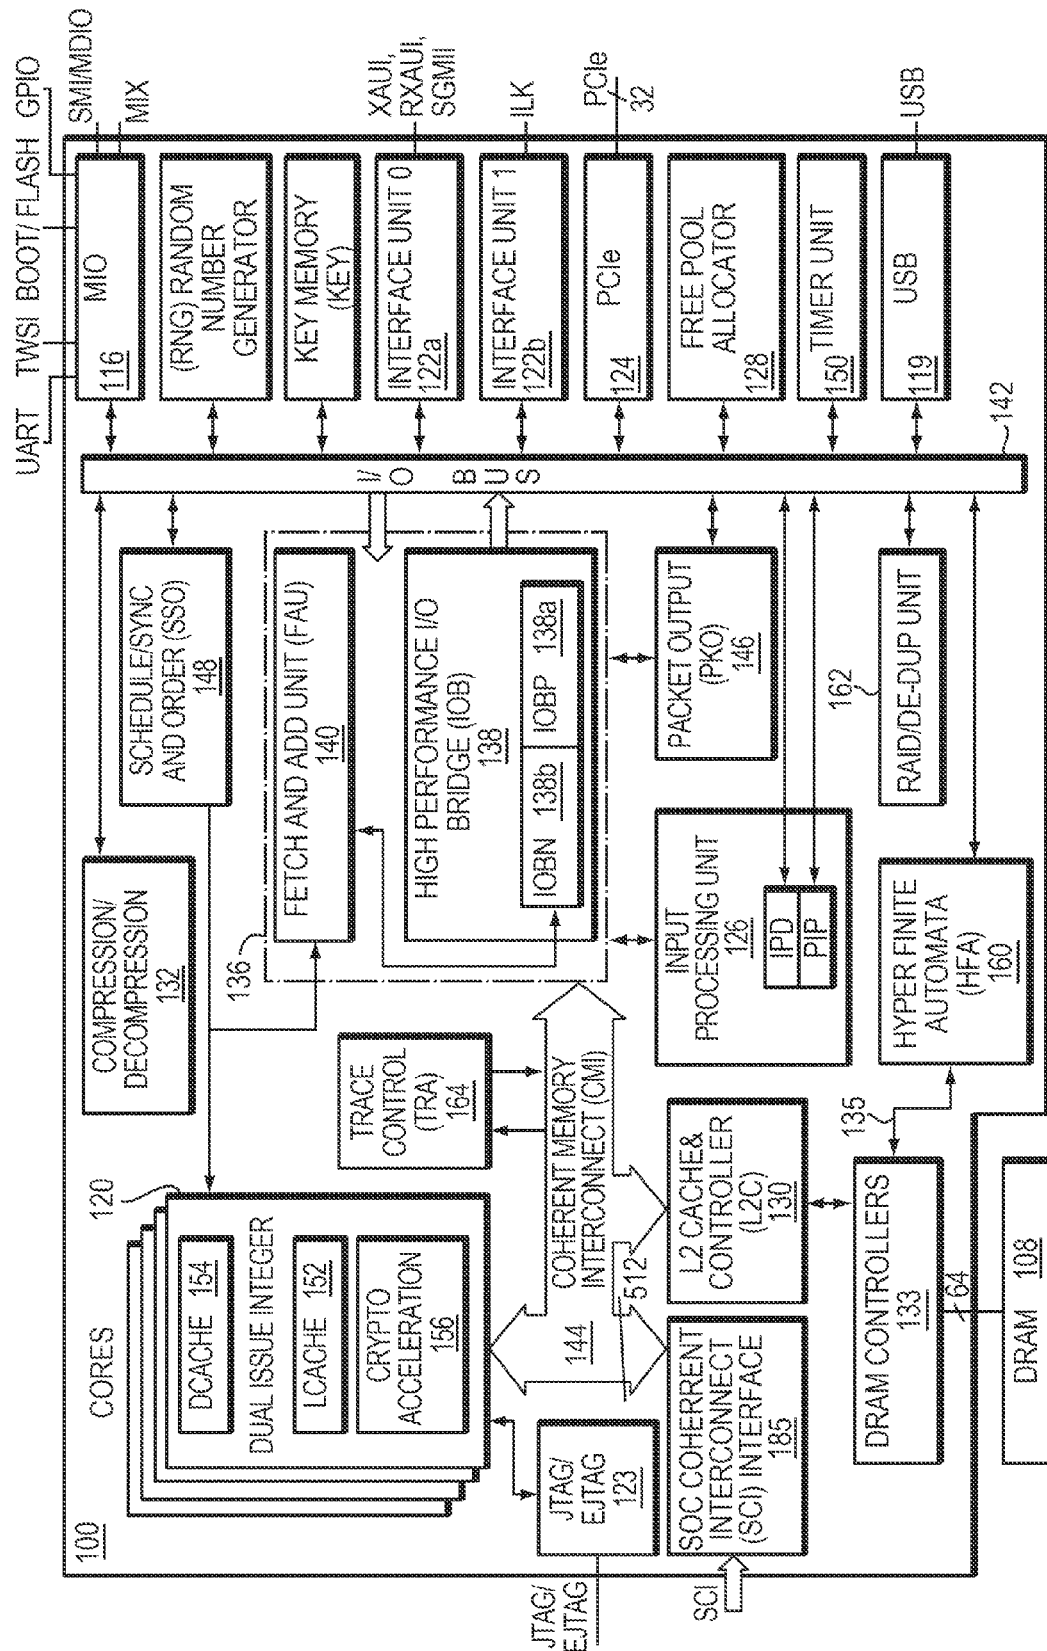 100
CORES
120
DCACHE 154
DUAL ISSUE INTEGER
LCACHE 152
CRYPTO
ACCELERATION
156
JTAG/
EJTAG
JTAG/
EJTAG
123
SCI
SOC COHERENT
INTERCONNECT
(SCI) INTERFACE
185
144
512
COHERENT MEMORY
INTERCONNECT (CMI)
L2 CACHE&
CONTROLLER
(L2C)
130
DRAM CONTROLLERS
133
64
DRAM 108
135
TRACE
CONTROL
(TRA)
164
COMPRESSION/
DECOMPRESSION
132
SCHEDULE/SYNC
AND ORDER (SSO)
148
136
FETCH AND ADD UNIT (FAU)
140
HIGH PERFORMANCE I/O
BRIDGE (IOB)
138
IOBN 138b
IOBP 138a
INPUT
PROCESSING UNIT
126
IPD
PIP
PACKET OUTPUT
(PKO)
146
162
RAID/DE-DUP UNIT
HYPER FINITE
AUTOMATA
(HFA)
160
I/O BUS
142
UART
TWSI
BOOT/ FLASH
GPIO
SMI/MDIO
MIX
MIO
116
(RNG) RANDOM
NUMBER
GENERATOR
KEY MEMORY
(KEY)
INTERFACE UNIT 0
122a
XAUI,
RXAUI,
SGMII
INTERFACE UNIT 1
122b
ILK
PCIe
124
PCIe
32
FREE POOL
ALLOCATOR
128
TIMER UNIT
150
USB
119
USB